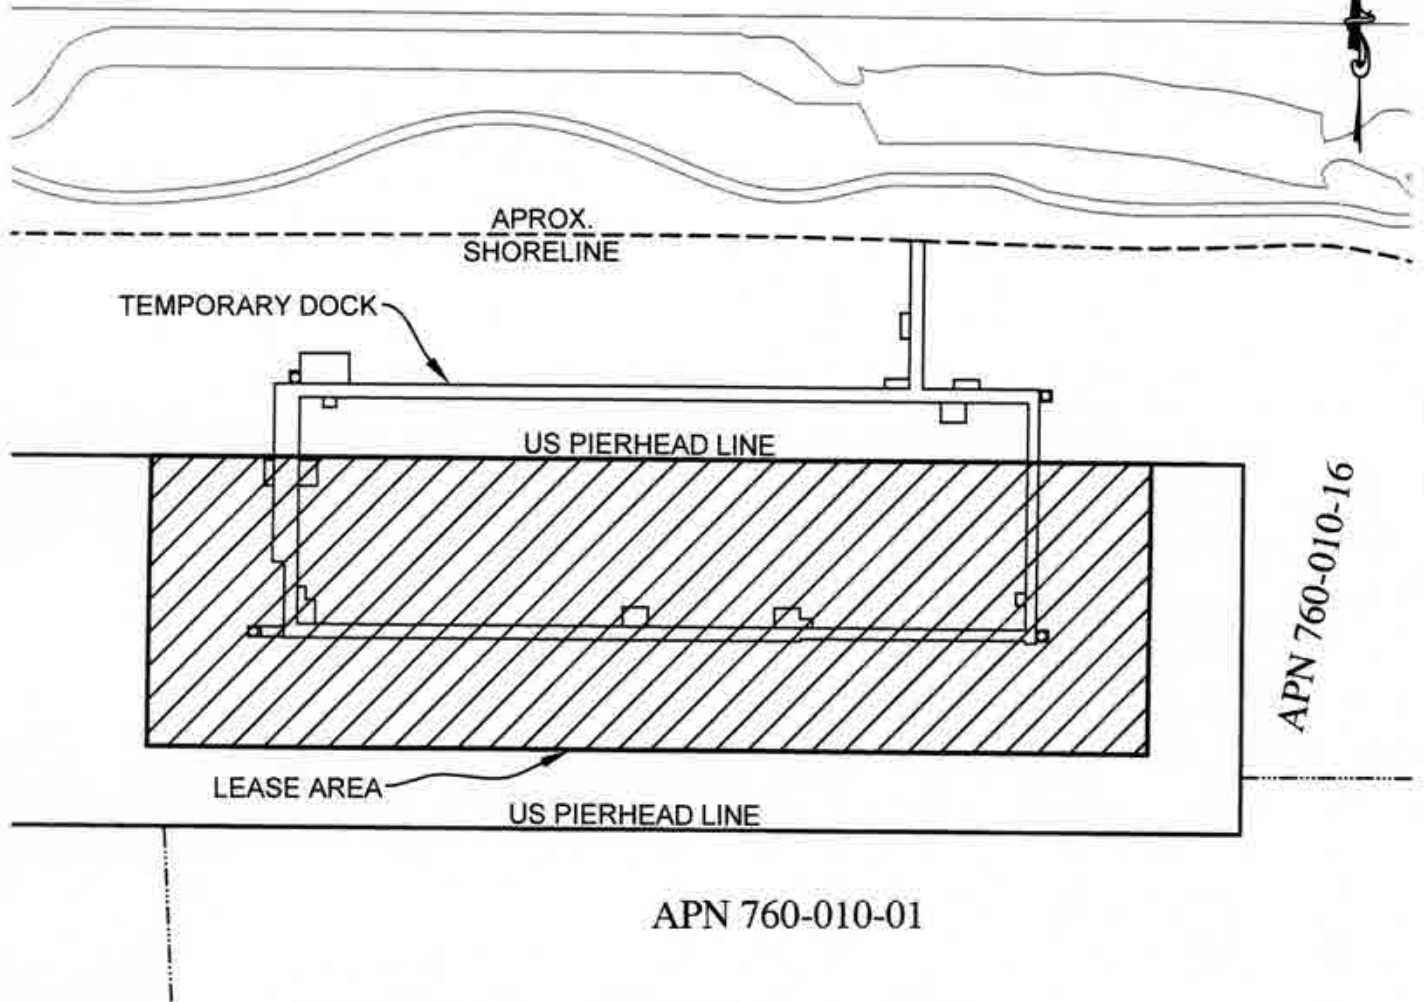 APROX.
SHORELINE
TEMPORARY DOCK
US PIERHEAD LINE
APN 760-010-16
LEASE AREA
US PIERHEAD LINE
APN 760-010-01